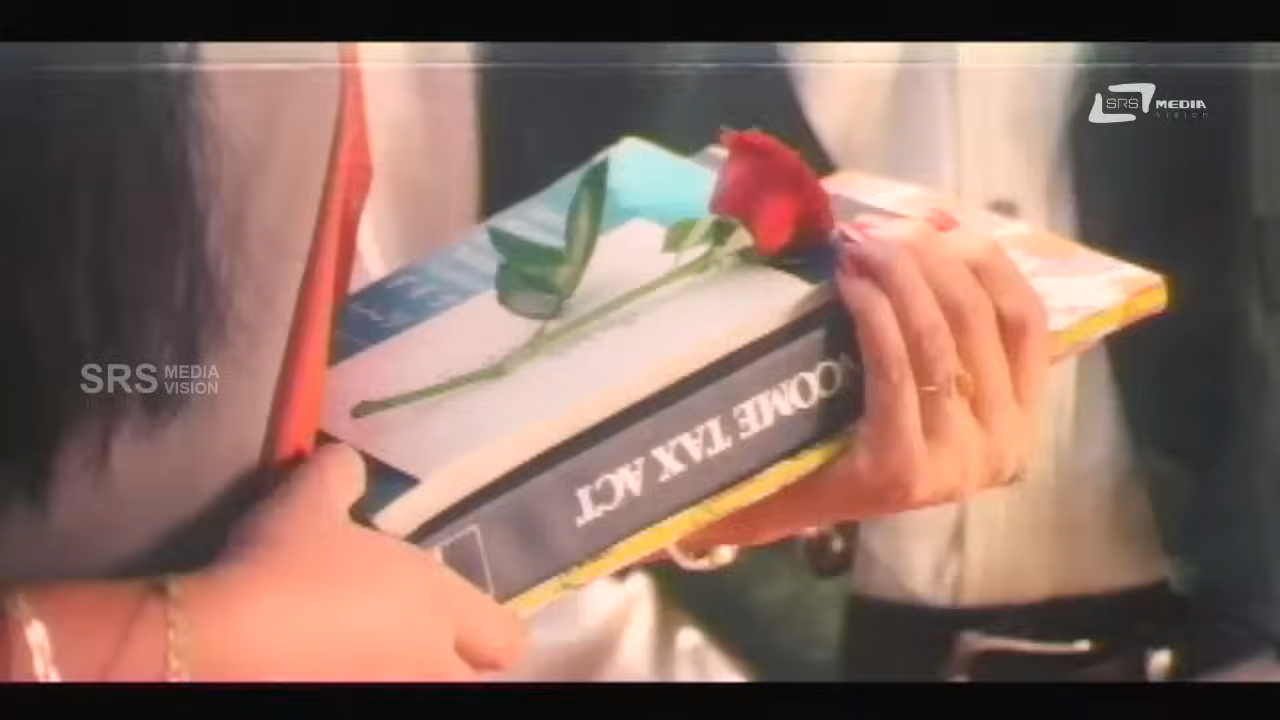 SRS MEDIA
Vision
COME TAX ACT
SRS MEDIA
VISION